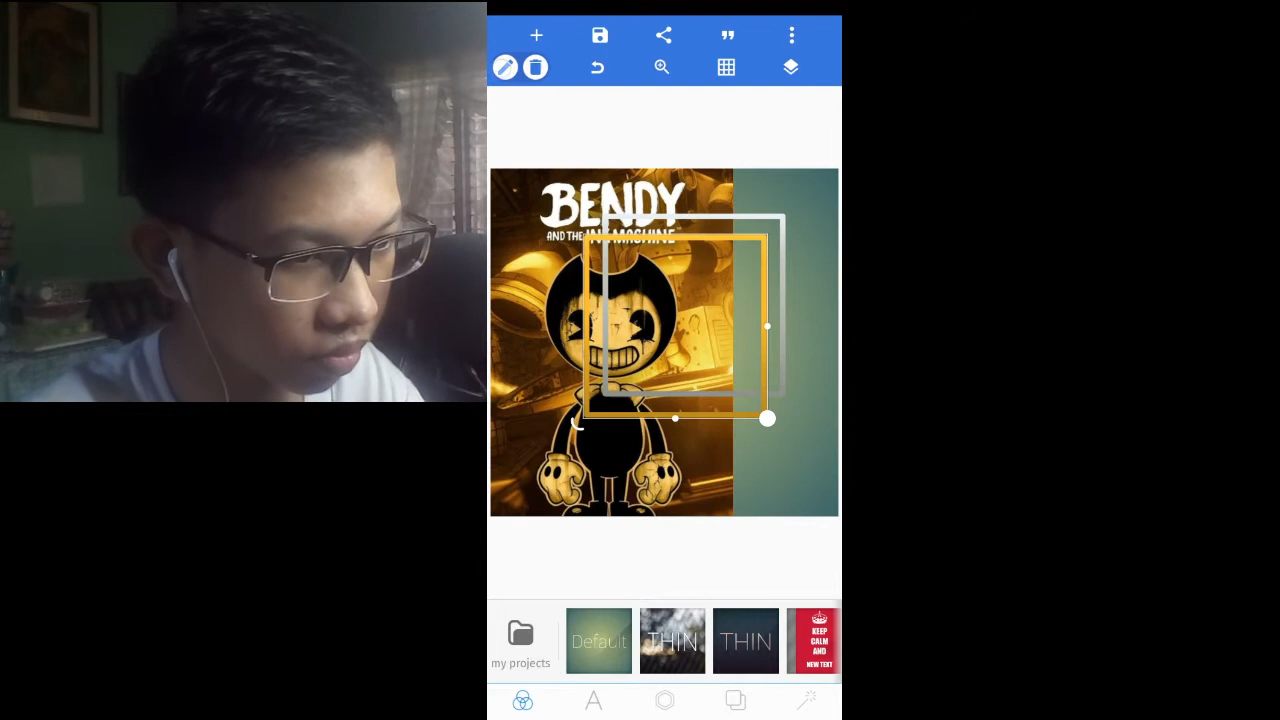 BENDY
AND THE INK MACHINE
my projects
Default
THIN
THIN
KEEP
CALM
AND
NEW TEXT